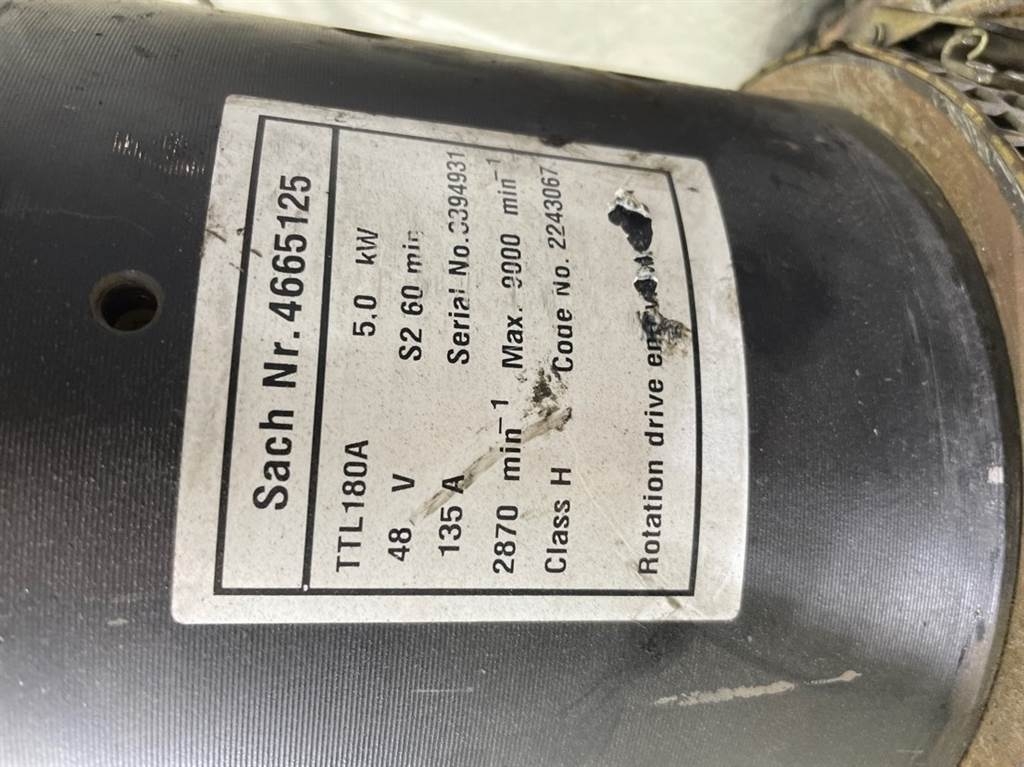 Sach Nr. 4665125
TTL180A 5,0 kW
48 V S2 60 min
135 A Serial No. 3394931
2870 min⁻¹ Max. 9000 min⁻¹
Class H Code No. 2243067
Rotation drive end